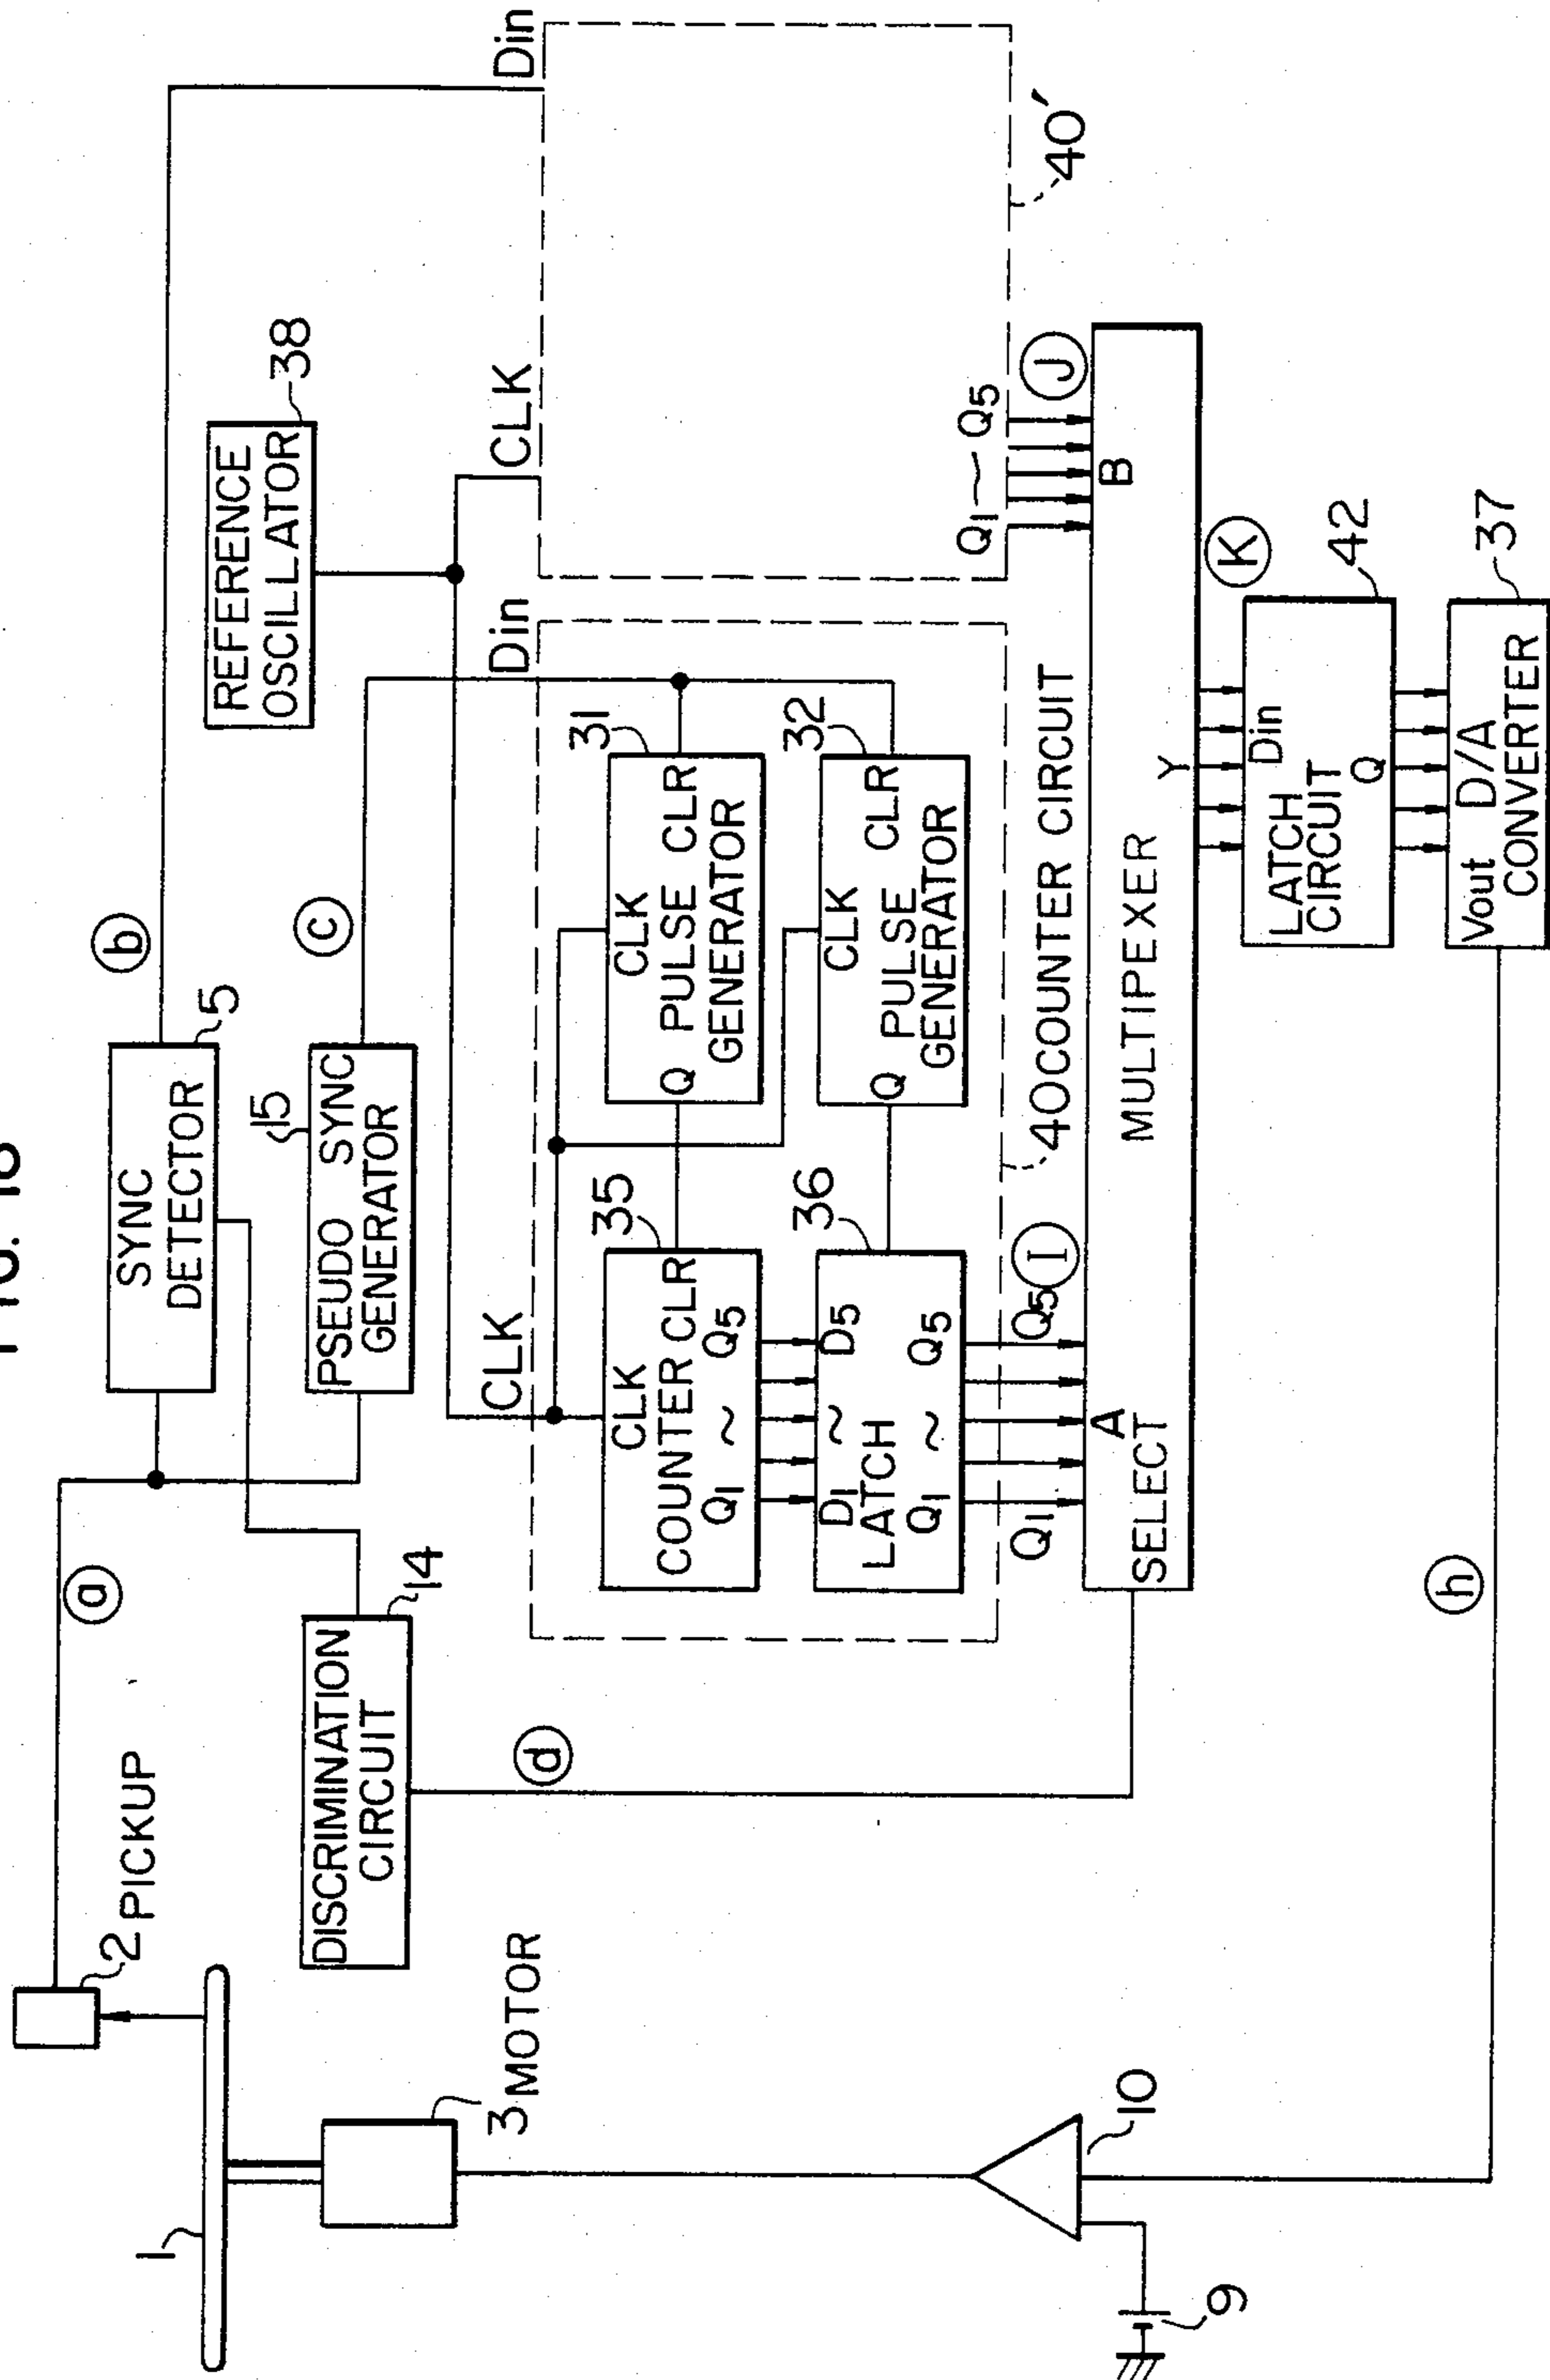 2 PICKUP
1
3 MOTOR
a
SYNC
DETECTOR
5
b
DISCRIMINATION
CIRCUIT
14
PSEUDO SYNC
GENERATOR
15
c
REFERENCE
OSCILLATOR
38
d
CLK
Din
CLK
Din
CLK
COUNTER CLR
Q1 ~ Q5
35
CLK
Q PULSE CLR
GENERATOR
31
D1 ~ D5
LATCH
Q1 ~ Q5
36
CLK
Q PULSE CLR
GENERATOR
32
40 COUNTER CIRCUIT
40'
Q1
Q5
I
Q1 ~ Q5
J
A
SELECT
MULTIPEXER
Y
B
K
Din
LATCH
CIRCUIT
Q
42
Vout D/A
CONVERTER
37
h
10
9